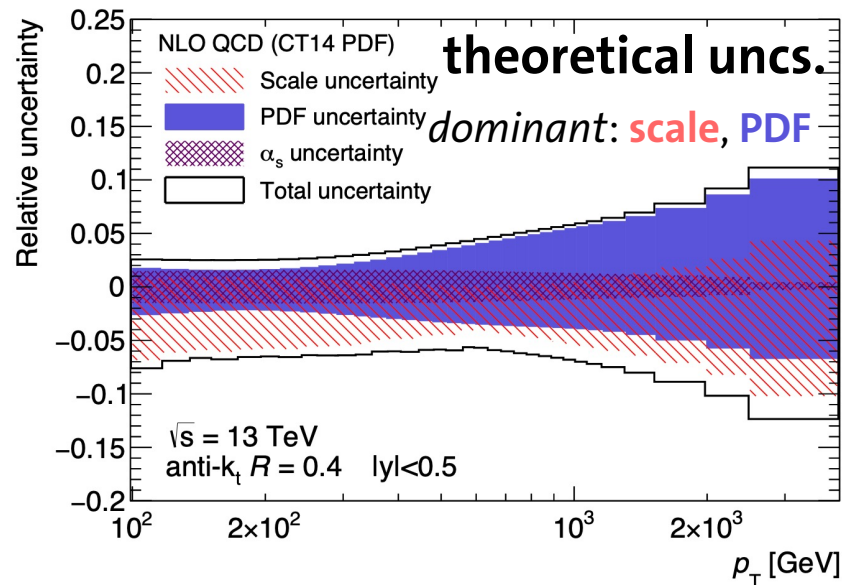 0.25
0.2
0.15
0.1
0.05
0
−0.05
−0.1
−0.15
−0.2
Relative uncertainty
NLO QCD (CT14 PDF)
Scale uncertainty
PDF uncertainty
αs uncertainty
Total uncertainty
theoretical uncs.
dominant: scale, PDF
√s = 13 TeV
anti-kt R = 0.4 |y|<0.5
10² 2×10² 10³ 2×10³
pT [GeV]